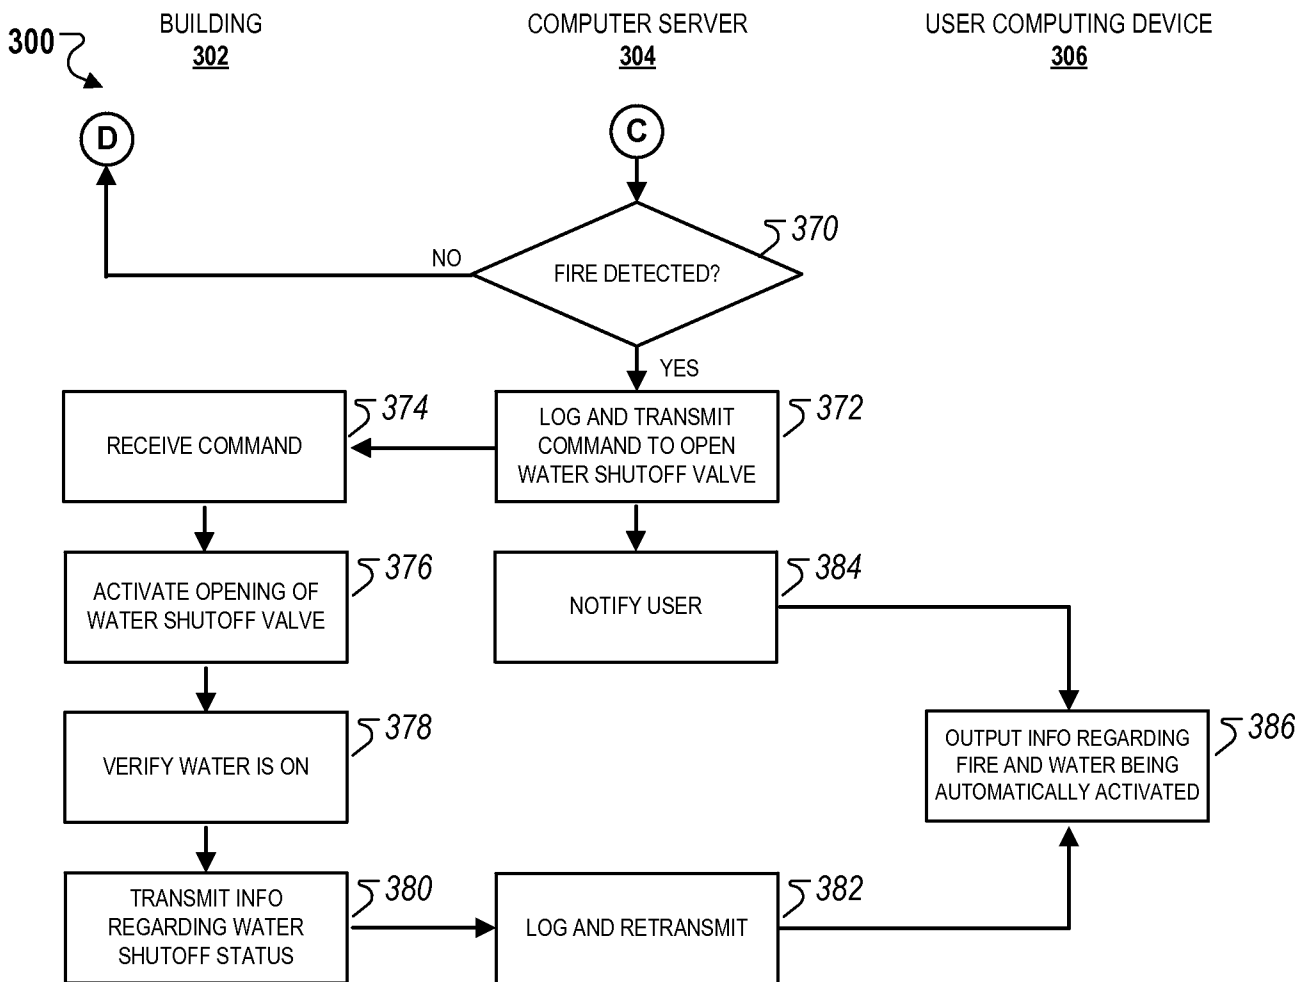 BUILDING
302
COMPUTER SERVER
304
USER COMPUTING DEVICE
306
300
D
C
370
NO
FIRE DETECTED?
YES
374
RECEIVE COMMAND
372
LOG AND TRANSMIT
COMMAND TO OPEN
WATER SHUTOFF VALVE
376
ACTIVATE OPENING OF
WATER SHUTOFF VALVE
384
NOTIFY USER
378
VERIFY WATER IS ON
386
OUTPUT INFO REGARDING
FIRE AND WATER BEING
AUTOMATICALLY ACTIVATED
380
TRANSMIT INFO
REGARDING WATER
SHUTOFF STATUS
382
LOG AND RETRANSMIT